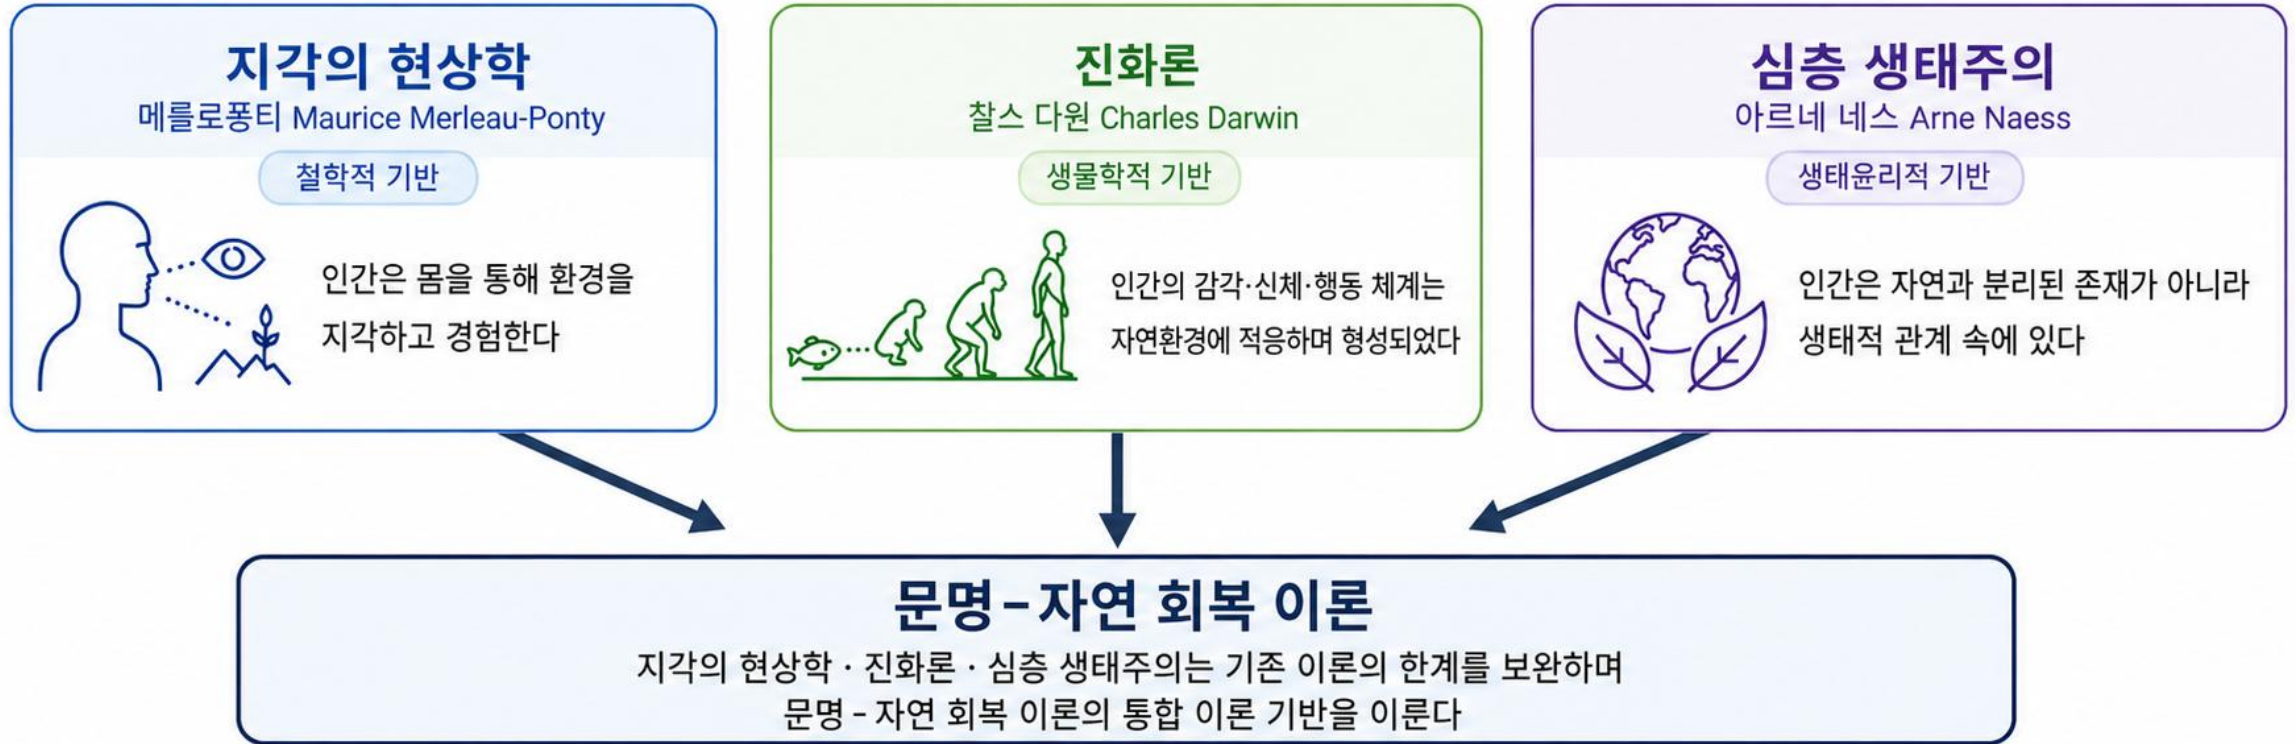 지각의 현상학
메를로퐁티 Maurice Merleau-Ponty
철학적 기반
인간은 몸을 통해 환경을
지각하고 경험한다
진화론
찰스 다윈 Charles Darwin
생물학적 기반
인간의 감각·신체·행동 체계는
자연환경에 적응하며 형성되었다
심층 생태주의
아르네 네스 Arne Naess
생태윤리적 기반
인간은 자연과 분리된 존재가 아니라
생태적 관계 속에 있다
문명–자연 회복 이론
지각의 현상학 · 진화론 · 심층 생태주의는 기존 이론의 한계를 보완하며
문명 – 자연 회복 이론의 통합 이론 기반을 이룬다